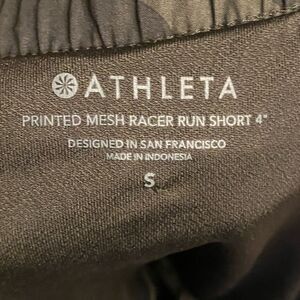 ATHLETA
PRINTED MESH RACER RUN SHORT 4"
DESIGNED IN SAN FRANCISCO
MADE IN INDONESIA
S